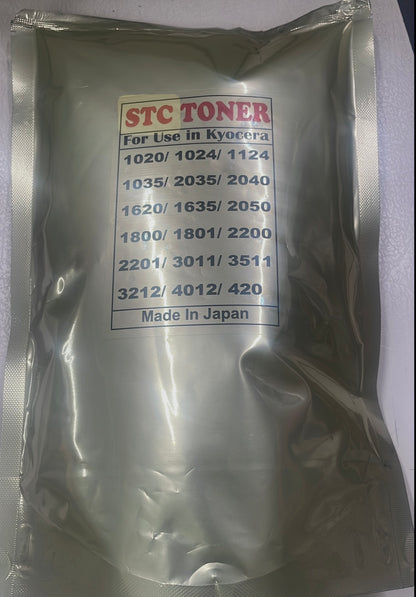 STC TONER
For Use in Kyocera
1020/ 1024/ 1124
1035/ 2035/ 2040
1620/ 1635/ 2050
1800/ 1801/ 2200
2201/ 3011/ 3511
3212/ 4012/ 420
Made In Japan